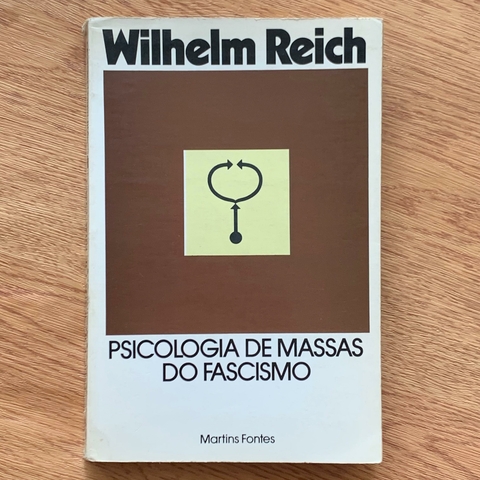 Wilhelm Reich
PSICOLOGIA DE MASSAS
DO FASCISMO
Martins Fontes